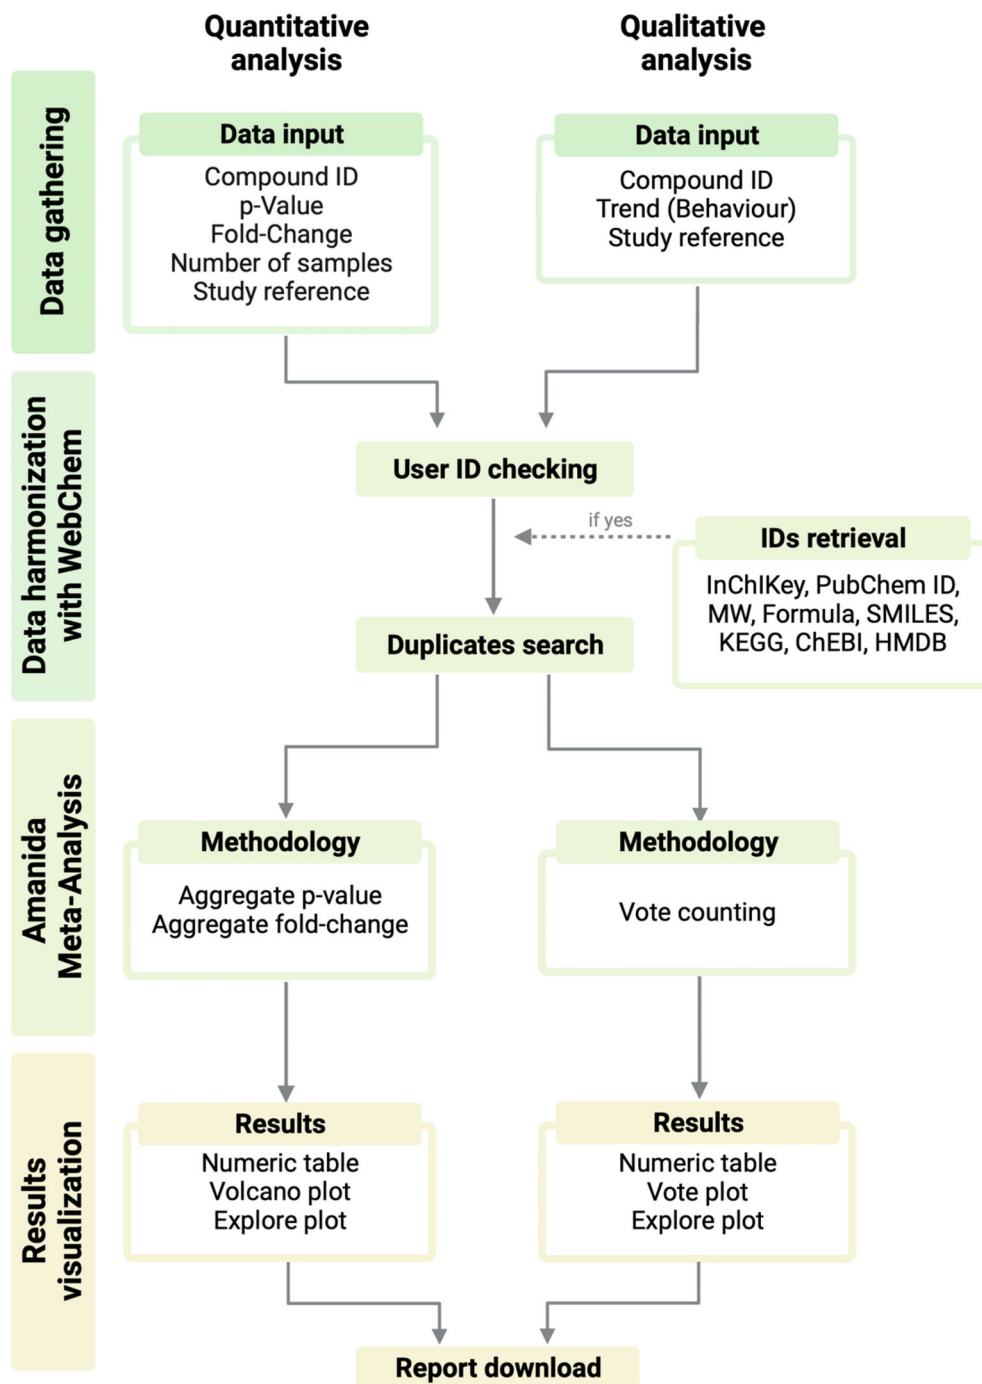 Quantitative
analysis
Qualitative
analysis
Data gathering
Data input
Compound ID
p-Value
Fold-Change
Number of samples
Study reference
Data input
Compound ID
Trend (Behaviour)
Study reference
Data harmonization
with WebChem
User ID checking
if yes
IDs retrieval
InChIKey, PubChem ID,
MW, Formula, SMILES,
KEGG, ChEBI, HMDB
Duplicates search
Amanida
Meta-Analysis
Methodology
Aggregate p-value
Aggregate fold-change
Methodology
Vote counting
Results
visualization
Results
Numeric table
Volcano plot
Explore plot
Results
Numeric table
Vote plot
Explore plot
Report download